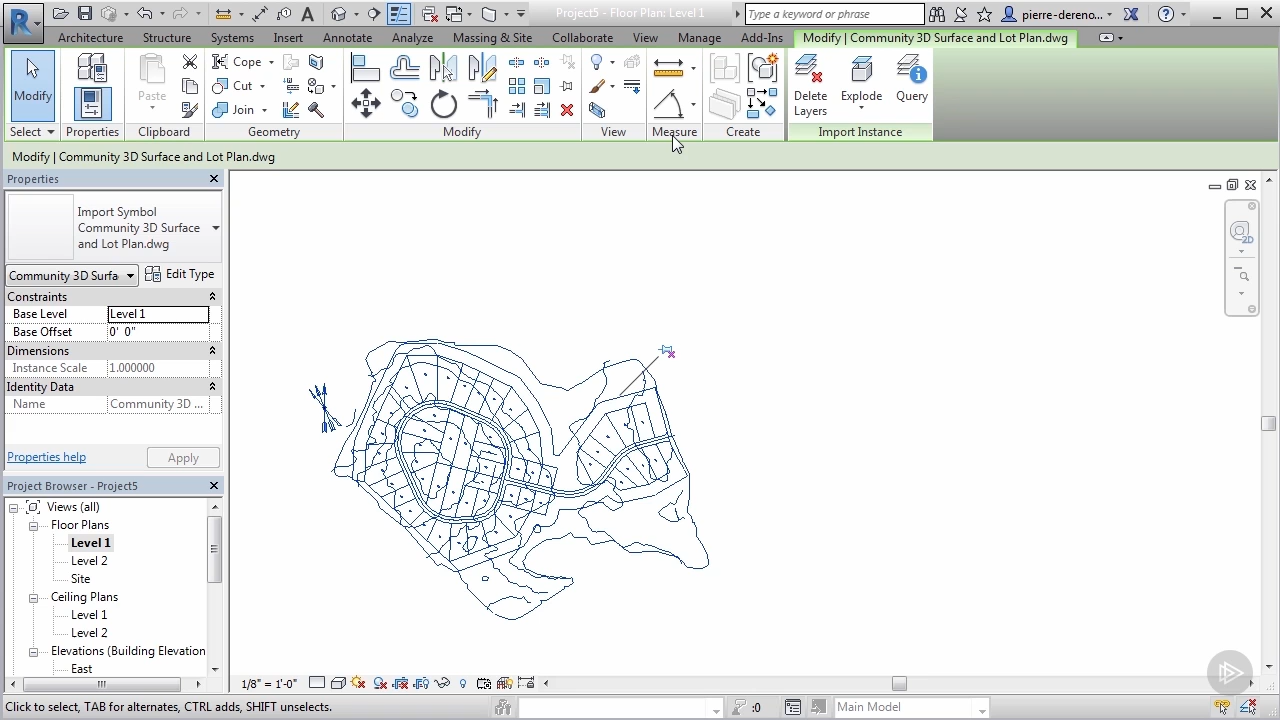 Project5 - Floor Plan: Level 1
Type a keyword or phrase
pierre-dereno...
Architecture Structure Systems Insert Annotate Analyze Massing & Site Collaborate View Manage Add-Ins Modify | Community 3D Surface and Lot Plan.dwg
Modify
Paste
Cope
Cut
Join
Delete Layers
Explode
Query
Select Properties Clipboard Geometry Modify View Measure Create Import Instance
Modify | Community 3D Surface and Lot Plan.dwg
Properties
Import Symbol
Community 3D Surface
and Lot Plan.dwg
Community 3D Surfa
Edit Type
Constraints
Base Level Level 1
Base Offset 0' 0"
Dimensions
Instance Scale 1.000000
Identity Data
Name Community 3D ...
Properties help Apply
Project Browser - Project5
Views (all)
Floor Plans
Level 1
Level 2
Site
Ceiling Plans
Level 1
Level 2
Elevations (Building Elevation
East
2D
1/8" = 1'-0"
Click to select, TAB for alternates, CTRL adds, SHIFT unselects.
:0
Main Model